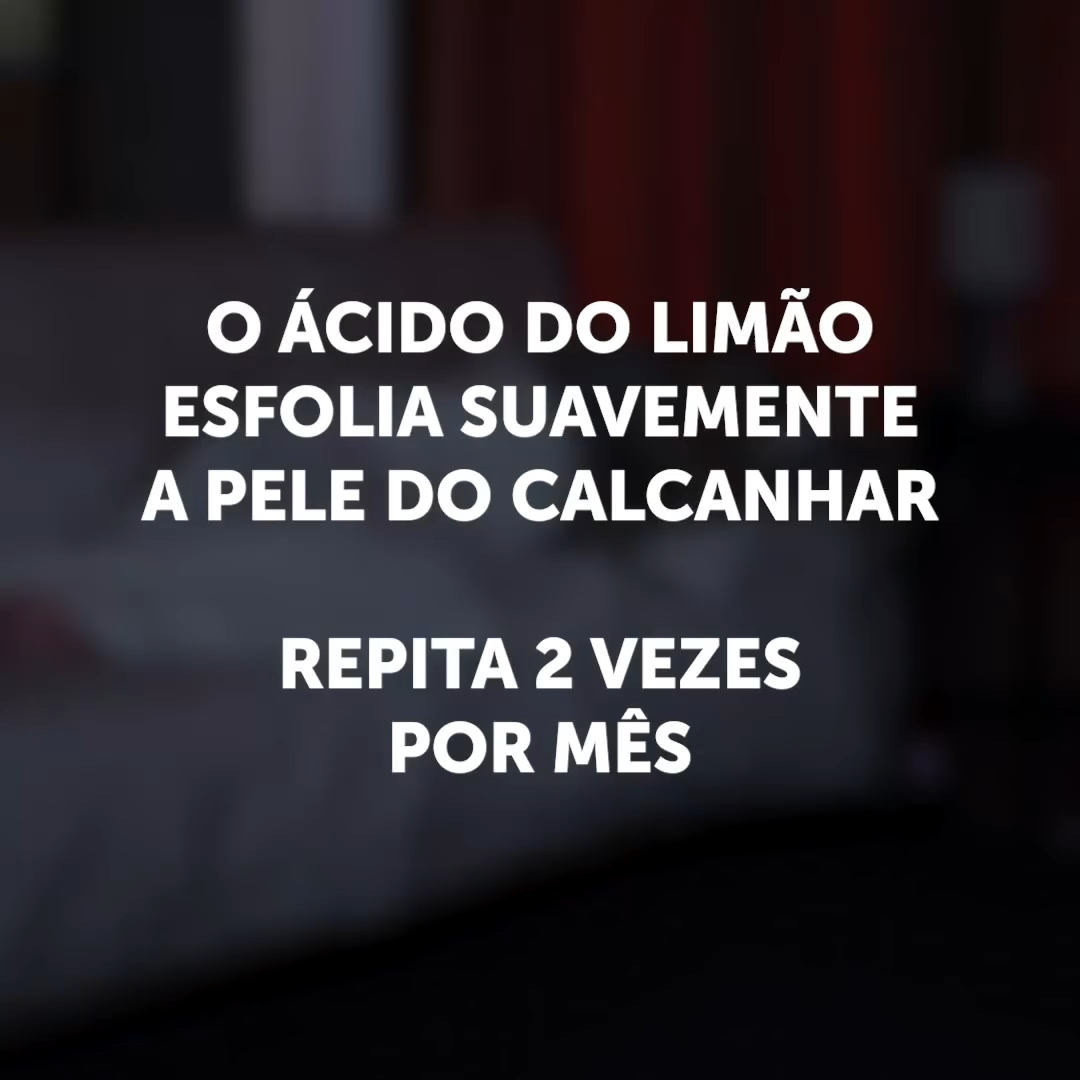 O ÁCIDO DO LIMÃO
ESFOLIA SUAVEMENTE
A PELE DO CALCANHAR
REPITA 2 VEZES
POR MÊS